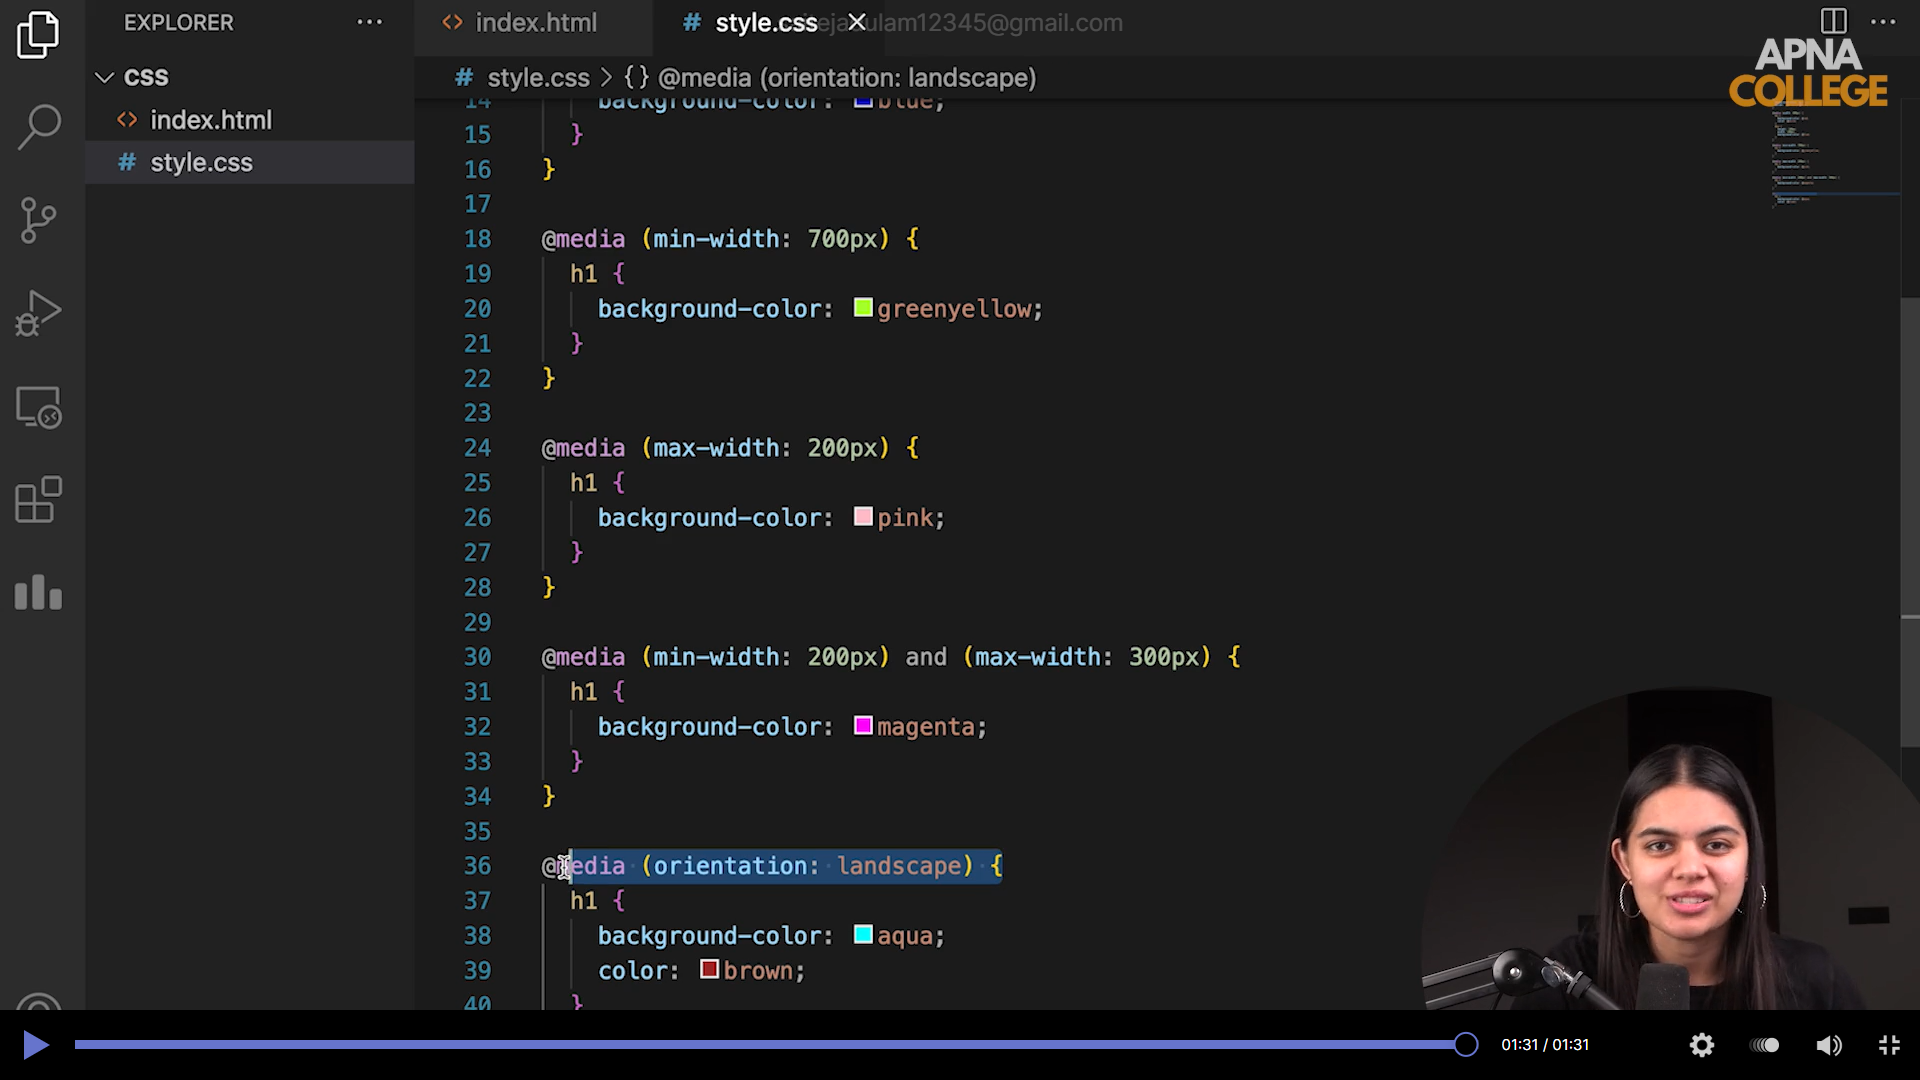 EXPLORER
index.html
style.css
ulam12345@gmail.com
APNA
COLLEGE
css
index.html
style.css
style.css > {} @media (orientation: landscape)
14 background-color: blue;
15 }
16 }
17
18 @media (min-width: 700px) {
19 h1 {
20 background-color: greenyellow;
21 }
22 }
23
24 @media (max-width: 200px) {
25 h1 {
26 background-color: pink;
27 }
28 }
29
30 @media (min-width: 200px) and (max-width: 300px) {
31 h1 {
32 background-color: magenta;
33 }
34 }
35
36 @media (orientation: landscape) {
37 h1 {
38 background-color: aqua;
39 color: brown;
40 }
01:31 / 01:31